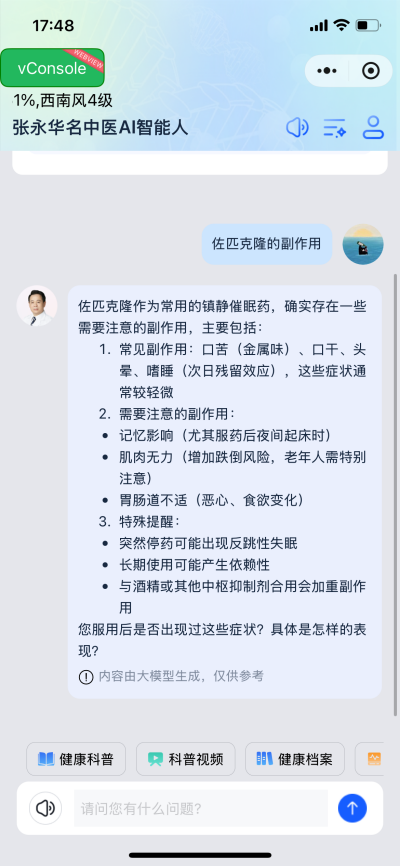 17:48
vConsole
WEBVIEW
1%,西南风4级
张永华名中医AI智能人
佐匹克隆的副作用
佐匹克隆作为常用的镇静催眠药，确实存在一些
需要注意的副作用，主要包括：
1. 常见副作用：口苦（金属味）、口干、头
晕、嗜睡（次日残留效应），这些症状通
常较轻微
2. 需要注意的副作用：
• 记忆影响（尤其服药后夜间起床时）
• 肌肉无力（增加跌倒风险，老年人需特别
注意）
• 胃肠道不适（恶心、食欲变化）
3. 特殊提醒：
• 突然停药可能出现反跳性失眠
• 长期使用可能产生依赖性
• 与酒精或其他中枢抑制剂合用会加重副作
用
您服用后是否出现过这些症状？具体是怎样的表
现？
内容由大模型生成，仅供参考
健康科普 科普视频 健康档案
请问您有什么问题?